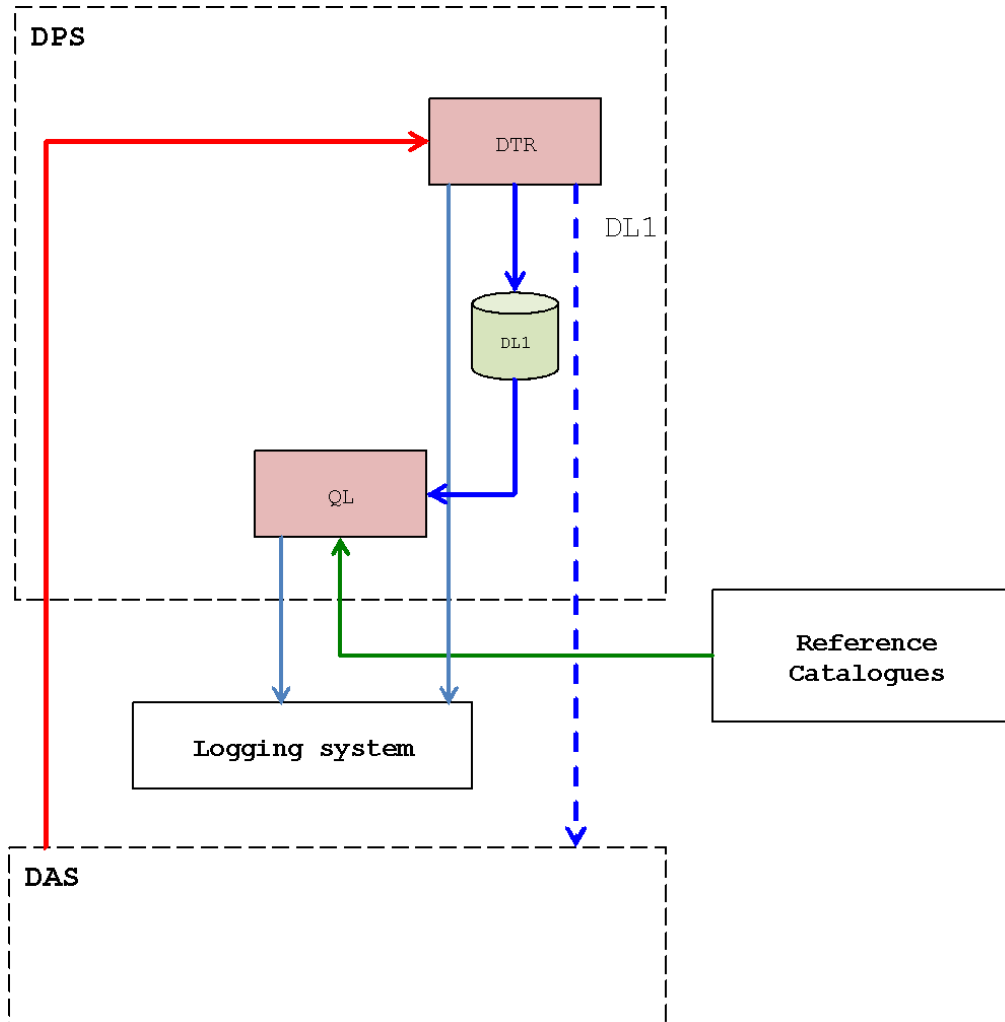 DPS
DTR
DL1
DL1
QL
Reference
Catalogues
Logging system
DAS